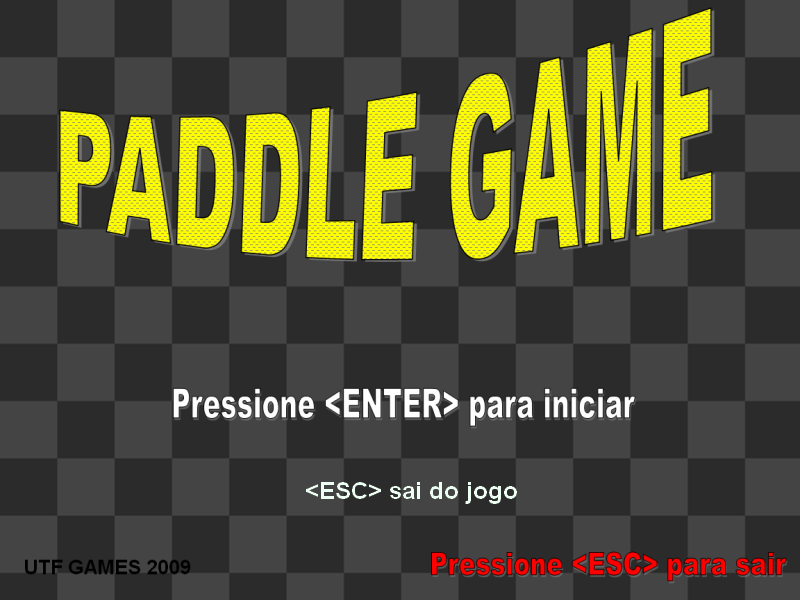 PADDLE GAME
Pressione <ENTER> para iniciar
<ESC> sai do jogo
UTF GAMES 2009
Pressione <ESC> para sair